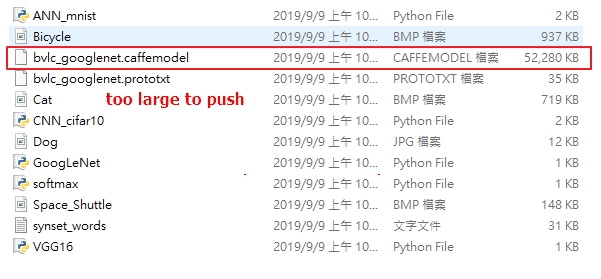 ANN_mnist 2019/9/9 上午 10... Python File 2 KB
Bicycle 2019/9/9 上午 10... BMP 檔案 937 KB
bvlc_googlenet.caffemodel 2019/9/9 上午 10... CAFFEMODEL 檔案 52,280 KB
bvlc_googlenet.prototxt 2019/9/9 上午 10... PROTOTXT 檔案 35 KB
Cat too large to push 2019/9/9 上午 10... BMP 檔案 719 KB
CNN_cifar10 2019/9/9 上午 10... Python File 2 KB
Dog 2019/9/9 上午 10... JPG 檔案 12 KB
GoogLeNet 2019/9/9 上午 10... Python File 2 KB
softmax 2019/9/9 上午 10... Python File 1 KB
Space_Shuttle 2019/9/9 上午 10... BMP 檔案 148 KB
synset_words 2019/9/9 上午 10... 文字文件 31 KB
VGG16 2019/9/9 上午 10... Python File 2 KB